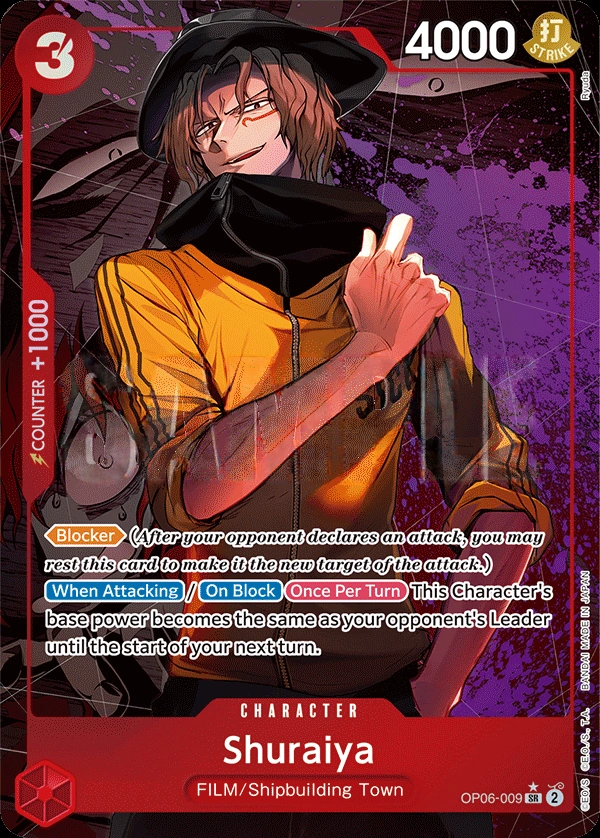 3
4000
打
STRIKE
Ryuda
COUNTER +1000
Blocker (After your opponent declares an attack, you may
rest this card to make it the new target of the attack.)
When Attacking / On Block Once Per Turn This Character's
base power becomes the same as your opponent's Leader
until the start of your next turn.
CHARACTER
Shuraiya
FILM/Shipbuilding Town
OP06-009 SR 2
©E.O/S ©E.O./S., T.A. BANDAI MADE IN JAPAN